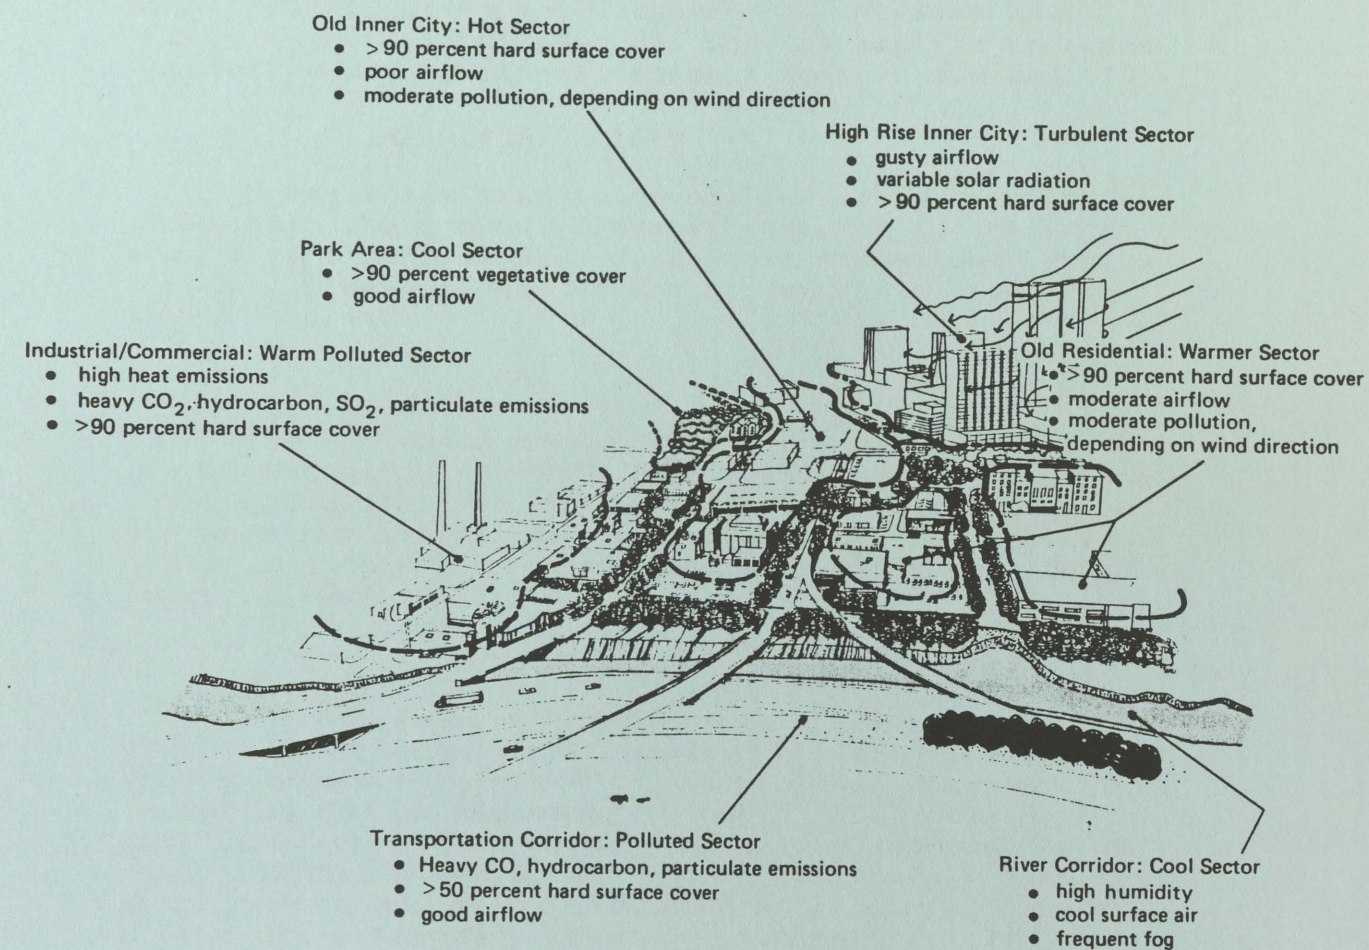 Old Inner City: Hot Sector
• >90 percent hard surface cover
• poor airflow
• moderate pollution, depending on wind direction
High Rise Inner City: Turbulent Sector
• gusty airflow
• variable solar radiation
• >90 percent hard surface cover
Park Area: Cool Sector
• >90 percent vegetative cover
• good airflow
Industrial/Commercial: Warm Polluted Sector
• high heat emissions
• heavy CO₂, hydrocarbon, SO₂, particulate emissions
• >90 percent hard surface cover
Old Residential: Warmer Sector
• >90 percent hard surface cover
• moderate airflow
• moderate pollution,
depending on wind direction
Transportation Corridor: Polluted Sector
• Heavy CO, hydrocarbon, particulate emissions
• >50 percent hard surface cover
• good airflow
River Corridor: Cool Sector
• high humidity
• cool surface air
• frequent fog